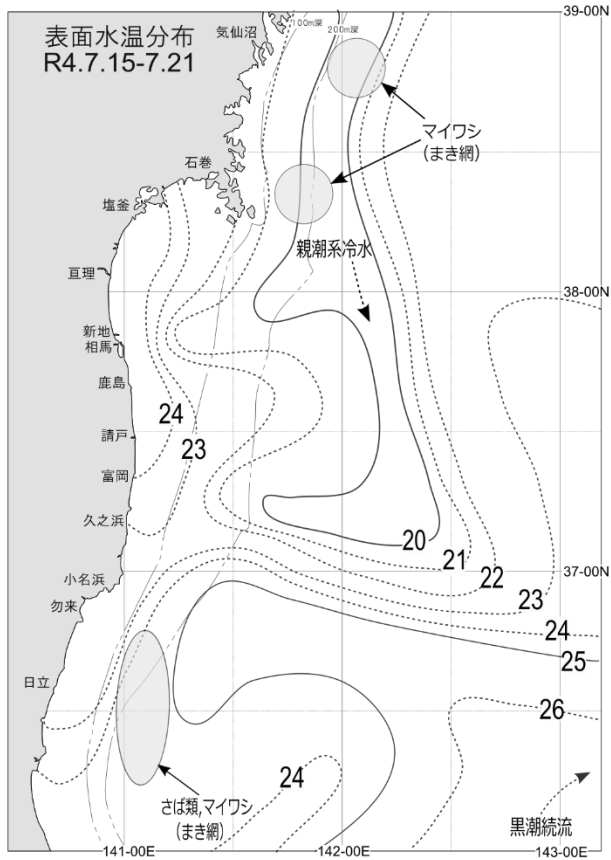 表面水温分布
R4.7.15-7.21
気仙沼
100m深
200m深
39-00N
マイワシ
(まき網)
石巻
塩釜
親潮系冷水
亘理
38-00N
新地
相馬
鹿島
24
23
請戸
富岡
久之浜
20
21
22
23
24
25
37-00N
小名浜
勿来
日立
26
24
さば類,マイワシ
(まき網)
黒潮続流
141-00E
142-00E
143-00E